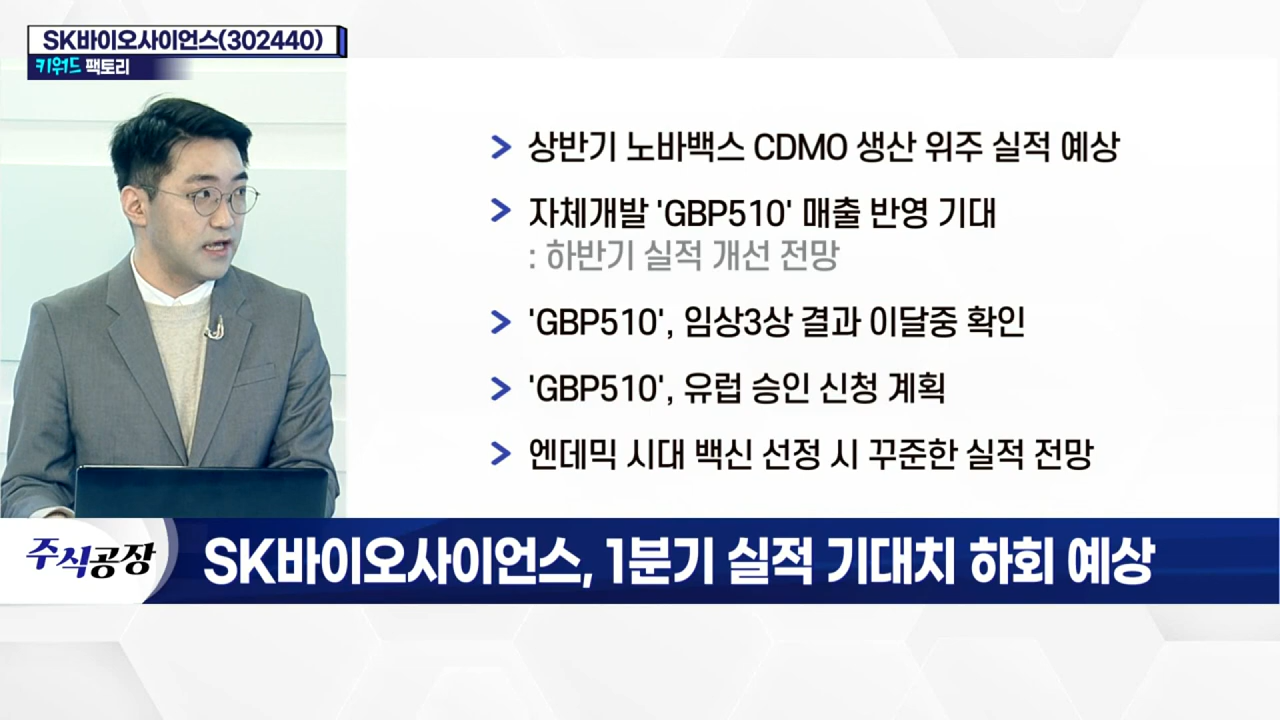 SK바이오사이언스(302440)
키워드 팩토리
> 상반기 노바백스 CDMO 생산 위주 실적 예상
> 자체개발 'GBP510' 매출 반영 기대
: 하반기 실적 개선 전망
> 'GBP510', 임상3상 결과 이달중 확인
> 'GBP510', 유럽 승인 신청 계획
> 엔데믹 시대 백신 선정 시 꾸준한 실적 전망
주식공장
SK바이오사이언스, 1분기 실적 기대치 하회 예상